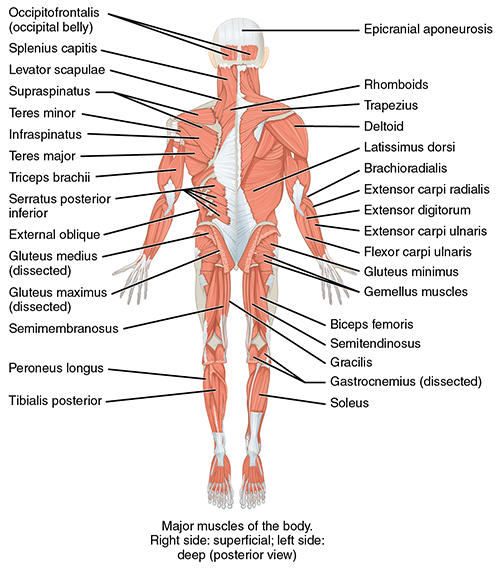 Occipitofrontalis
(occipital belly)
Splenius capitis
Levator scapulae
Supraspinatus
Teres minor
Infraspinatus
Teres major
Triceps brachii
Serratus posterior
inferior
External oblique
Gluteus medius
(dissected)
Gluteus maximus
(dissected)
Semimembranosus
Peroneus longus
Tibialis posterior
Epicranial aponeurosis
Rhomboids
Trapezius
Deltoid
Latissimus dorsi
Brachioradialis
Extensor carpi radialis
Extensor digitorum
Extensor carpi ulnaris
Flexor carpi ulnaris
Gluteus minimus
Gemellus muscles
Biceps femoris
Semitendinosus
Gracilis
Gastrocnemius (dissected)
Soleus
Major muscles of the body.
Right side: superficial; left side:
deep (posterior view)